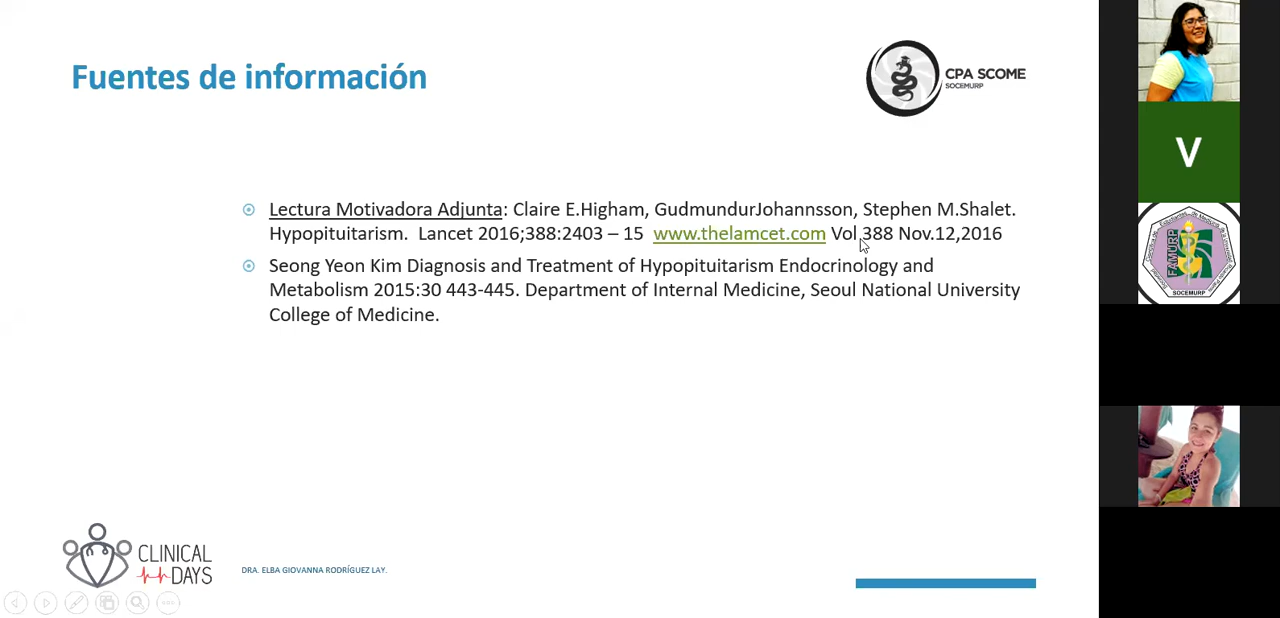 Fuentes de información
CPA SCOME
SOCEMURP
Lectura Motivadora Adjunta: Claire E.Higham, GudmundurJohannsson, Stephen M.Shalet.
Hypopituitarism. Lancet 2016;388:2403 – 15 www.thelamcet.com Vol 388 Nov.12,2016
Seong Yeon Kim Diagnosis and Treatment of Hypopituitarism Endocrinology and
Metabolism 2015:30 443-445. Department of Internal Medicine, Seoul National University
College of Medicine.
CLINICAL
DAYS
DRA. ELBA GIOVANNA RODRÍGUEZ LAY.
V
FAMURP
SOCEMURP